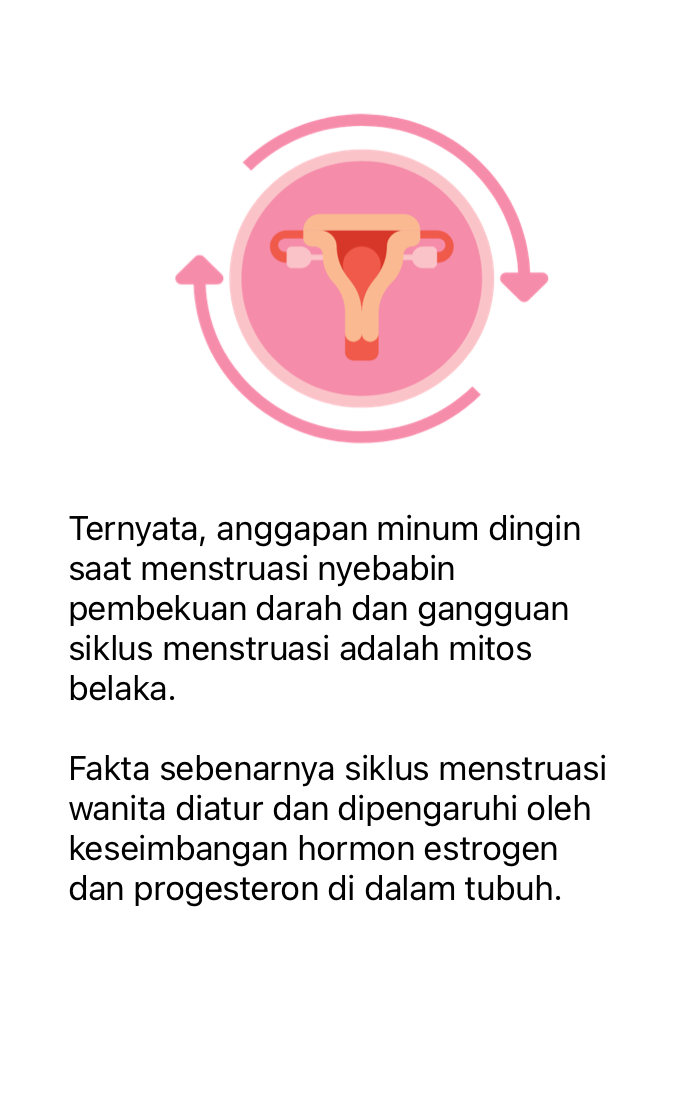 Ternyata, anggapan minum dingin
saat menstruasi nyebabin
pembekuan darah dan gangguan
siklus menstruasi adalah mitos
belaka.
Fakta sebenarnya siklus menstruasi
wanita diatur dan dipengaruhi oleh
keseimbangan hormon estrogen
dan progesteron di dalam tubuh.